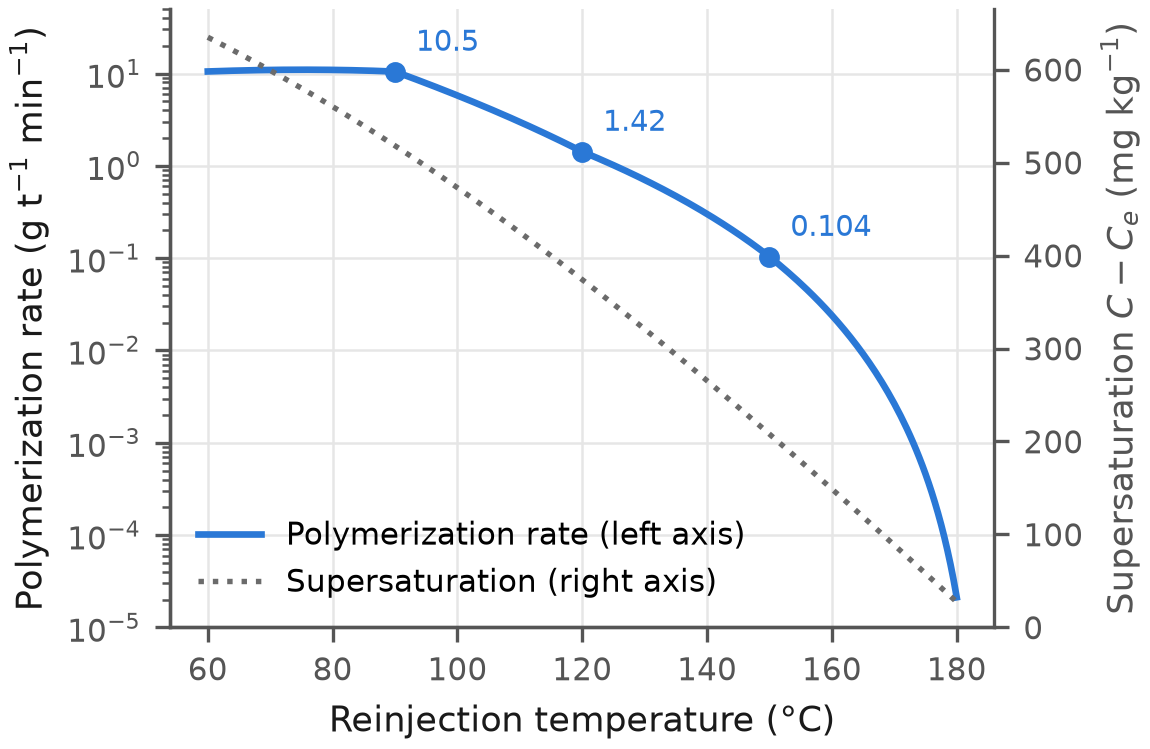 Polymerization rate (g t⁻¹ min⁻¹)
10¹
10⁰
10⁻¹
10⁻²
10⁻³
10⁻⁴
10⁻⁵
10.5
1.42
0.104
Polymerization rate (left axis)
Supersaturation (right axis)
600
500
400
300
200
100
0
Supersaturation C − Cₑ (mg kg⁻¹)
60 80 100 120 140 160 180
Reinjection temperature (°C)